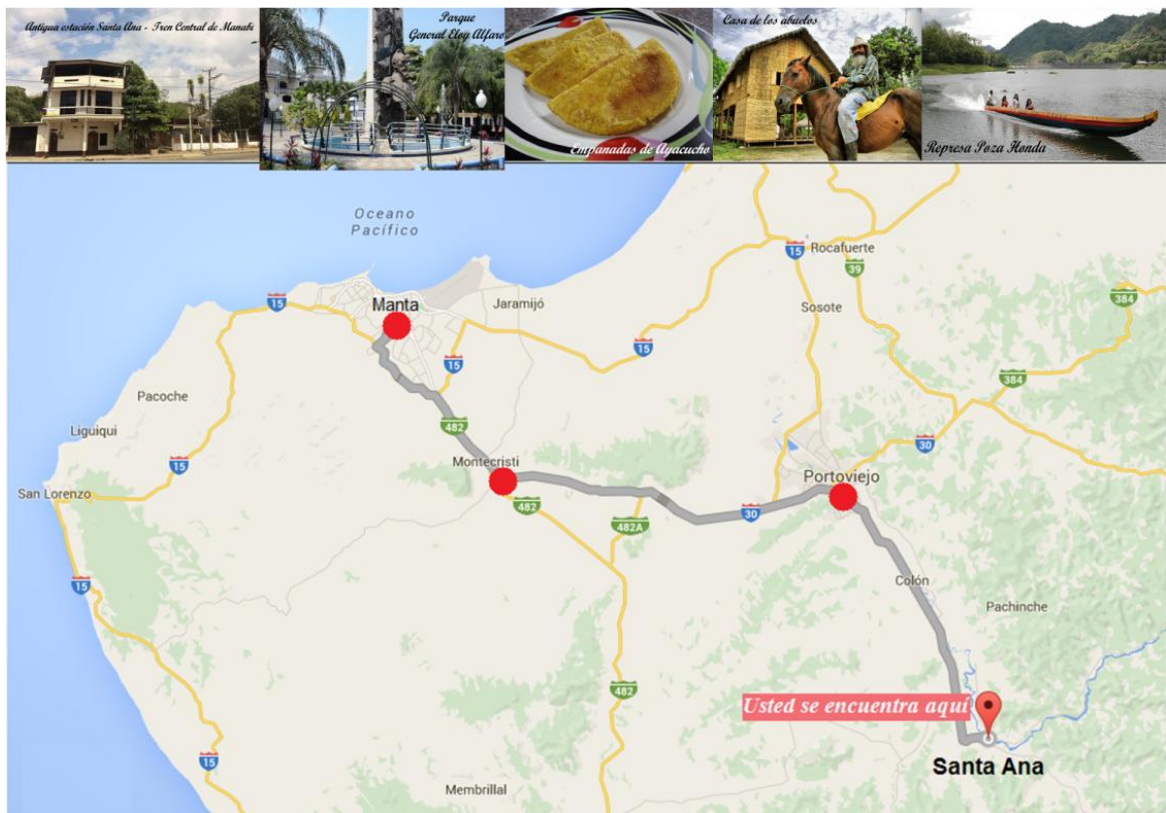 Antigua estación Santa Ana - Tren Central de Manabí
Parque
General Eloy Alfaro
Empanadas de Ayacucho
Casa de los abuelos
Represa Poza Honda
Oceano
Pacífico
15
Rocafuerte
39
384
Manta
Jaramijó
Sosote
15
15
15
384
Pacoche
482
Liguiqui
30
15
Montecristi
Portoviejo
San Lorenzo
482
482A
30
Colón
15
Pachinche
482
Usted se encuentra aquí
15
Santa Ana
Membrillal